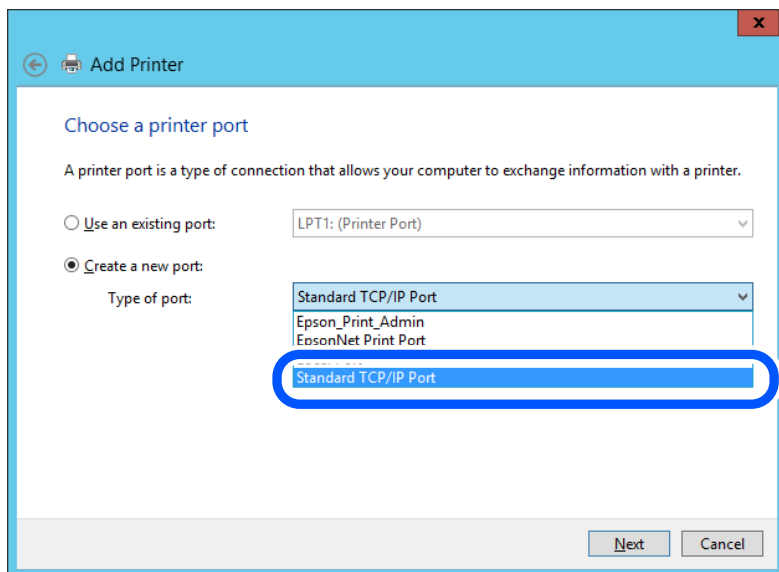 x
Add Printer
Choose a printer port
A printer port is a type of connection that allows your computer to exchange information with a printer.
Use an existing port: LPT1: (Printer Port)
Create a new port:
Type of port: Standard TCP/IP Port
Epson_Print_Admin
EpsonNet Print Port
Standard TCP/IP Port
Next Cancel